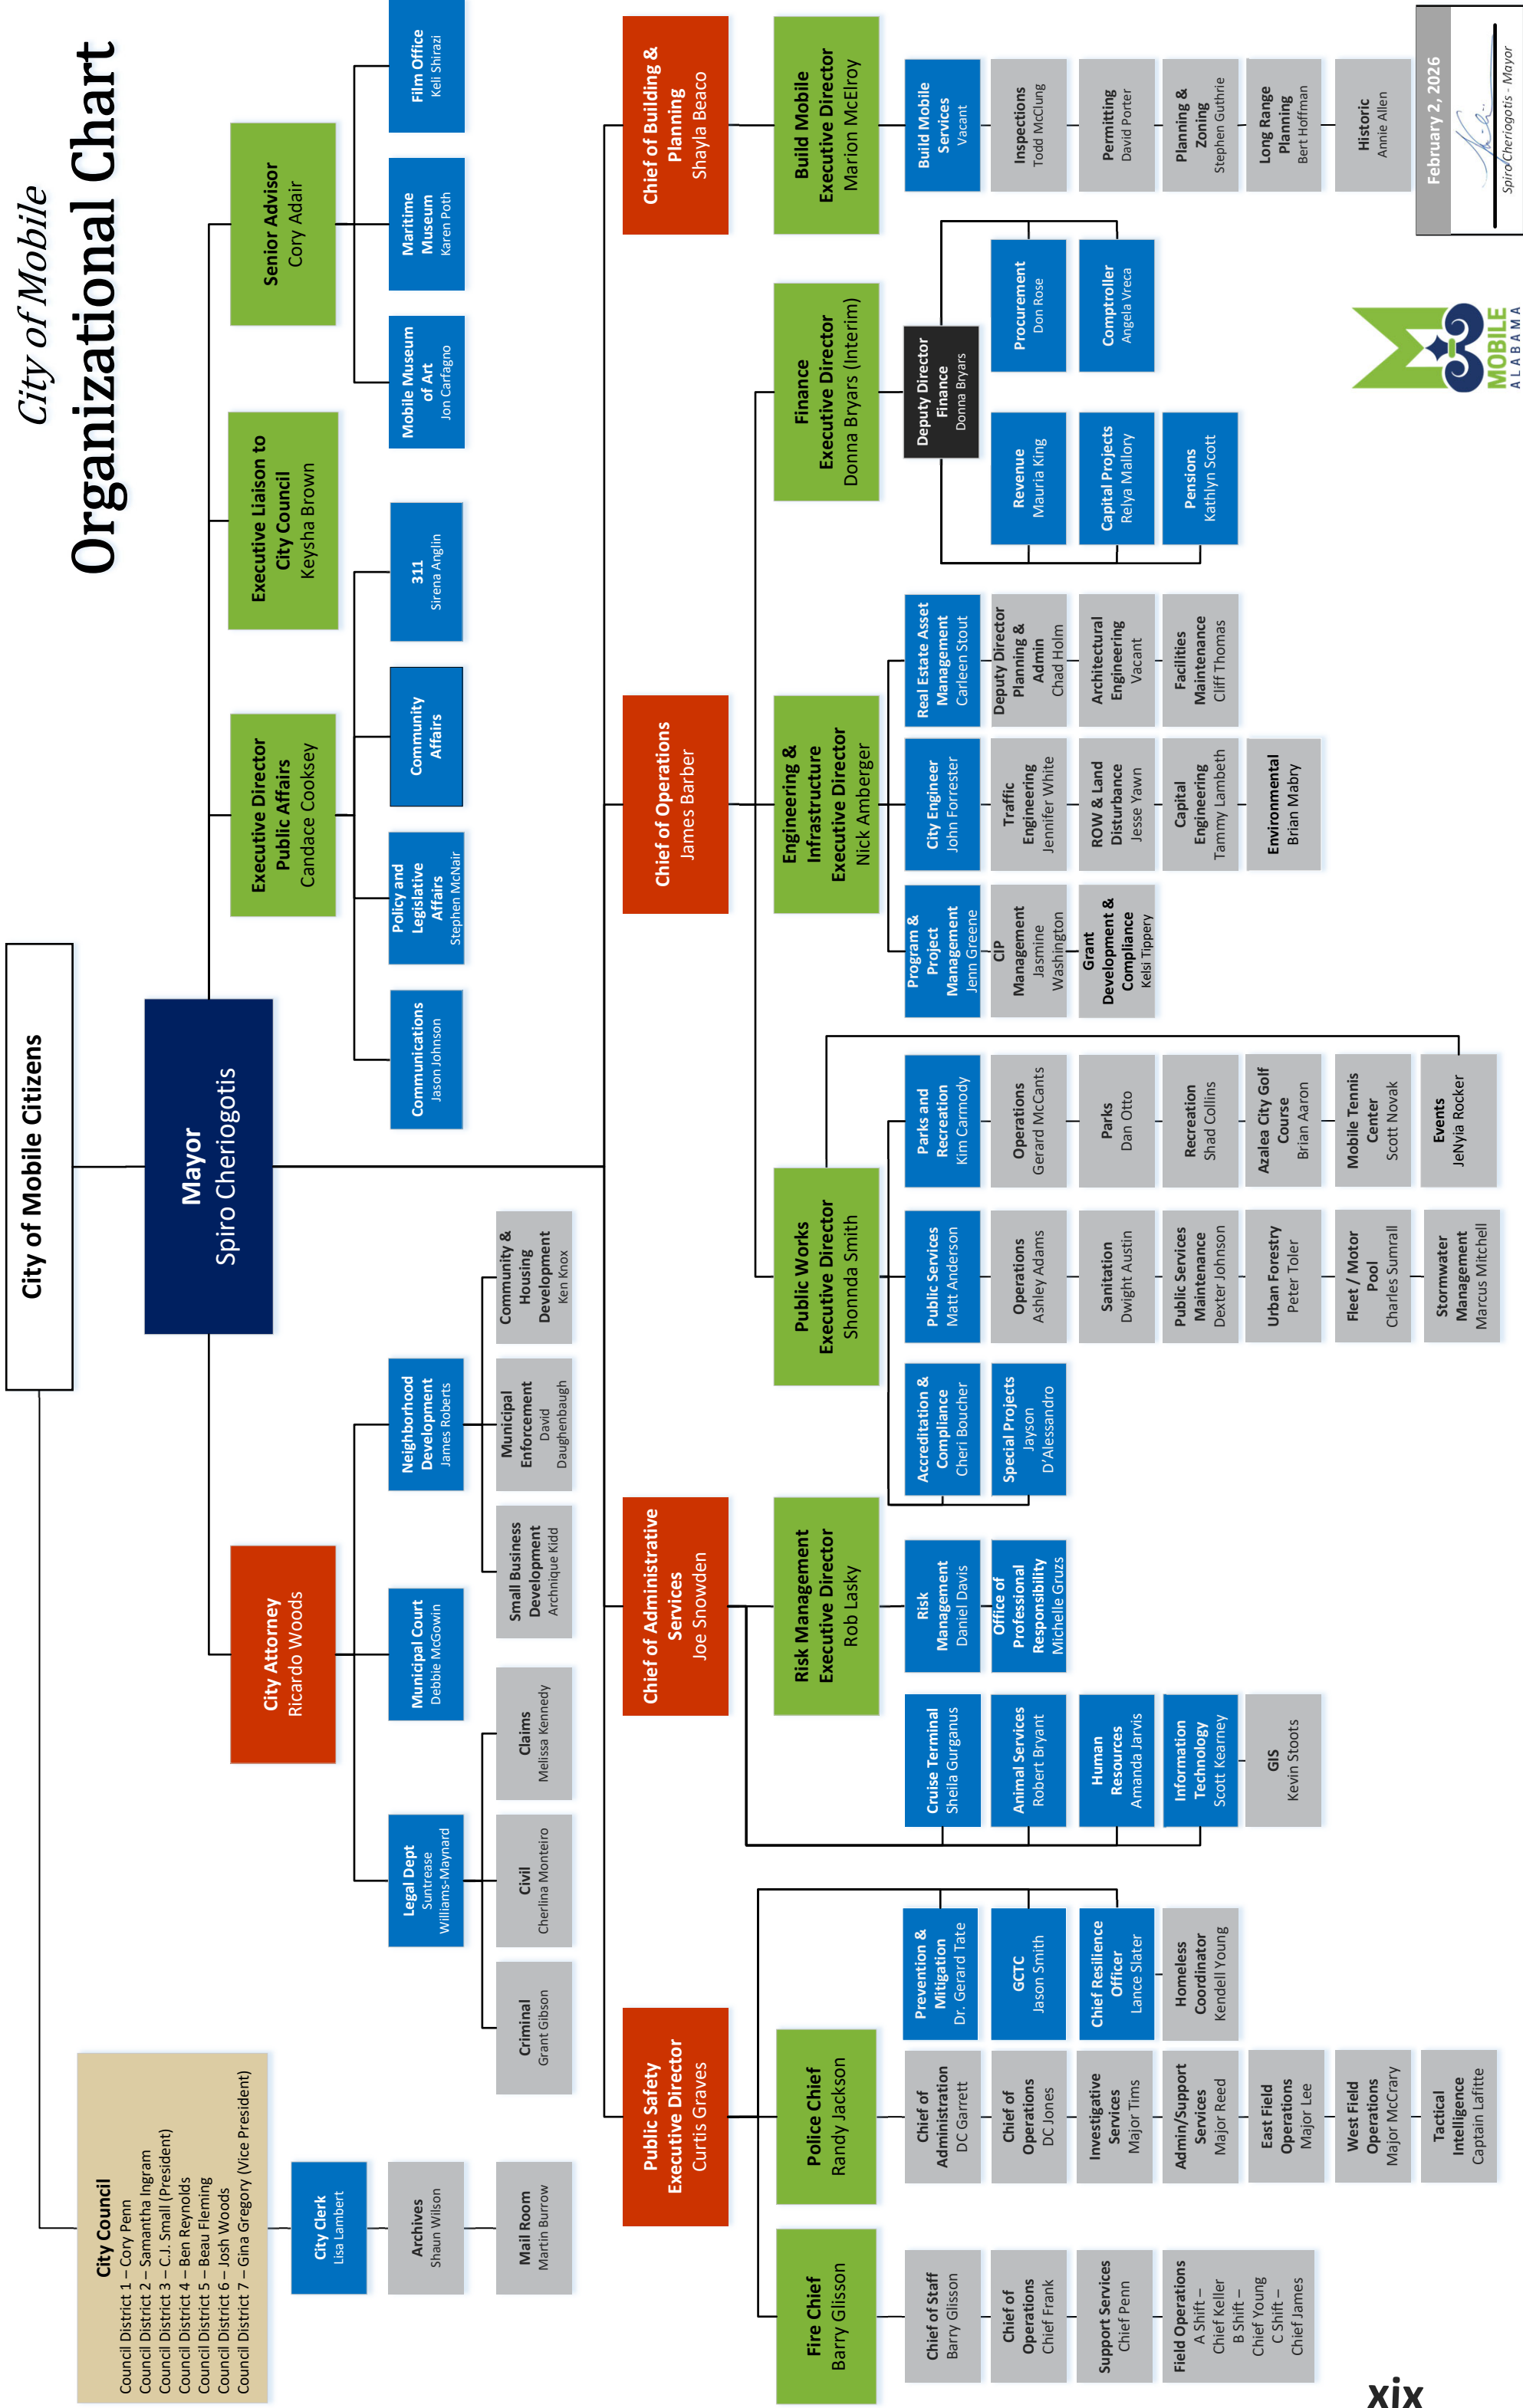 City of Mobile
Organizational Chart
City of Mobile Citizens
City Council
Council District 1 – Cory Penn
Council District 2 – Samantha Ingram
Council District 3 – C.J. Small (President)
Council District 4 – Ben Reynolds
Council District 5 – Beau Fleming
Council District 6 – Josh Woods
Council District 7 – Gina Gregory (Vice President)
City Clerk
Lisa Lambert
Archives
Shaun Wilson
Mail Room
Martin Burrow
Mayor
Spiro Cheriogotis
City Attorney
Ricardo Woods
Legal Dept
Suntrease
Williams-Maynard
Criminal
Grant Gibson
Civil
Cherlina Monteiro
Claims
Melissa Kennedy
Municipal Court
Debbie McGowin
Neighborhood
Development
James Roberts
Small Business
Development
Archnique Kidd
Municipal
Enforcement
David
Daughenbaugh
Community &
Housing
Development
Ken Knox
Executive Director
Public Affairs
Candace Cooksey
Communications
Jason Johnson
Policy and
Legislative
Affairs
Stephen McNair
Community
Affairs
311
Sirena Anglin
Executive Liaison to
City Council
Keysha Brown
Senior Advisor
Cory Adair
Mobile Museum
of Art
Jon Carfagno
Maritime
Museum
Karen Poth
Film Office
Keli Shirazi
Public Safety
Executive Director
Curtis Graves
Fire Chief
Barry Glisson
Chief of Staff
Barry Glisson
Chief of
Operations
Chief Frank
Support Services
Chief Penn
Field Operations
A Shift –
Chief Keller
B Shift –
Chief Young
C Shift –
Chief James
Police Chief
Randy Jackson
Chief of
Administration
DC Garrett
Chief of
Operations
DC Jones
Investigative
Services
Major Tims
Admin/Support
Services
Major Reed
East Field
Operations
Major Lee
West Field
Operations
Major McCrary
Tactical
Intelligence
Captain Lafitte
Prevention &
Mitigation
Dr. Gerard Tate
GCTC
Jason Smith
Chief Resilience
Officer
Lance Slater
Homeless
Coordinator
Kendell Young
Chief of Administrative
Services
Joe Snowden
Cruise Terminal
Sheila Gurganus
Animal Services
Robert Bryant
Human
Resources
Amanda Jarvis
Information
Technology
Scott Kearney
GIS
Kevin Stoots
Risk Management
Executive Director
Rob Lasky
Risk
Management
Daniel Davis
Office of
Professional
Responsibility
Michelle Gruzs
Chief of Operations
James Barber
Public Works
Executive Director
Shonnda Smith
Accreditation &
Compliance
Cheri Boucher
Special Projects
Jayson
D'Alessandro
Public Services
Matt Anderson
Operations
Ashley Adams
Sanitation
Dwight Austin
Public Services
Maintenance
Dexter Johnson
Urban Forestry
Peter Toler
Fleet / Motor
Pool
Charles Sumrall
Stormwater
Management
Marcus Mitchell
Parks and
Recreation
Kim Carmody
Operations
Gerard McCants
Parks
Dan Otto
Recreation
Shad Collins
Azalea City Golf
Course
Brian Aaron
Mobile Tennis
Center
Scott Novak
Events
JeNyia Rocker
Engineering &
Infrastructure
Executive Director
Nick Amberger
Program &
Project
Management
Jenn Greene
CIP
Management
Jasmine
Washington
Grant
Development &
Compliance
Kelsi Tippery
City Engineer
John Forrester
Traffic
Engineering
Jennifer White
ROW & Land
Disturbance
Jesse Yawn
Capital
Engineering
Tammy Lambeth
Environmental
Brian Mabry
Real Estate Asset
Management
Carleen Stout
Deputy Director
Planning &
Admin
Chad Holm
Architectural
Engineering
Vacant
Facilities
Maintenance
Cliff Thomas
Finance
Executive Director
Donna Bryars (Interim)
Deputy Director
Finance
Donna Bryars
Revenue
Mauria King
Capital Projects
Relya Mallory
Pensions
Kathlyn Scott
Procurement
Don Rose
Comptroller
Angela Vreca
Chief of Building &
Planning
Shayla Beaco
Build Mobile
Executive Director
Marion McElroy
Build Mobile
Services
Vacant
Inspections
Todd McClung
Permitting
David Porter
Planning &
Zoning
Stephen Guthrie
Long Range
Planning
Bert Hoffman
Historic
Annie Allen
MOBILE
ALABAMA
February 2, 2026
Spiro Cheriogotis - Mayor
xix